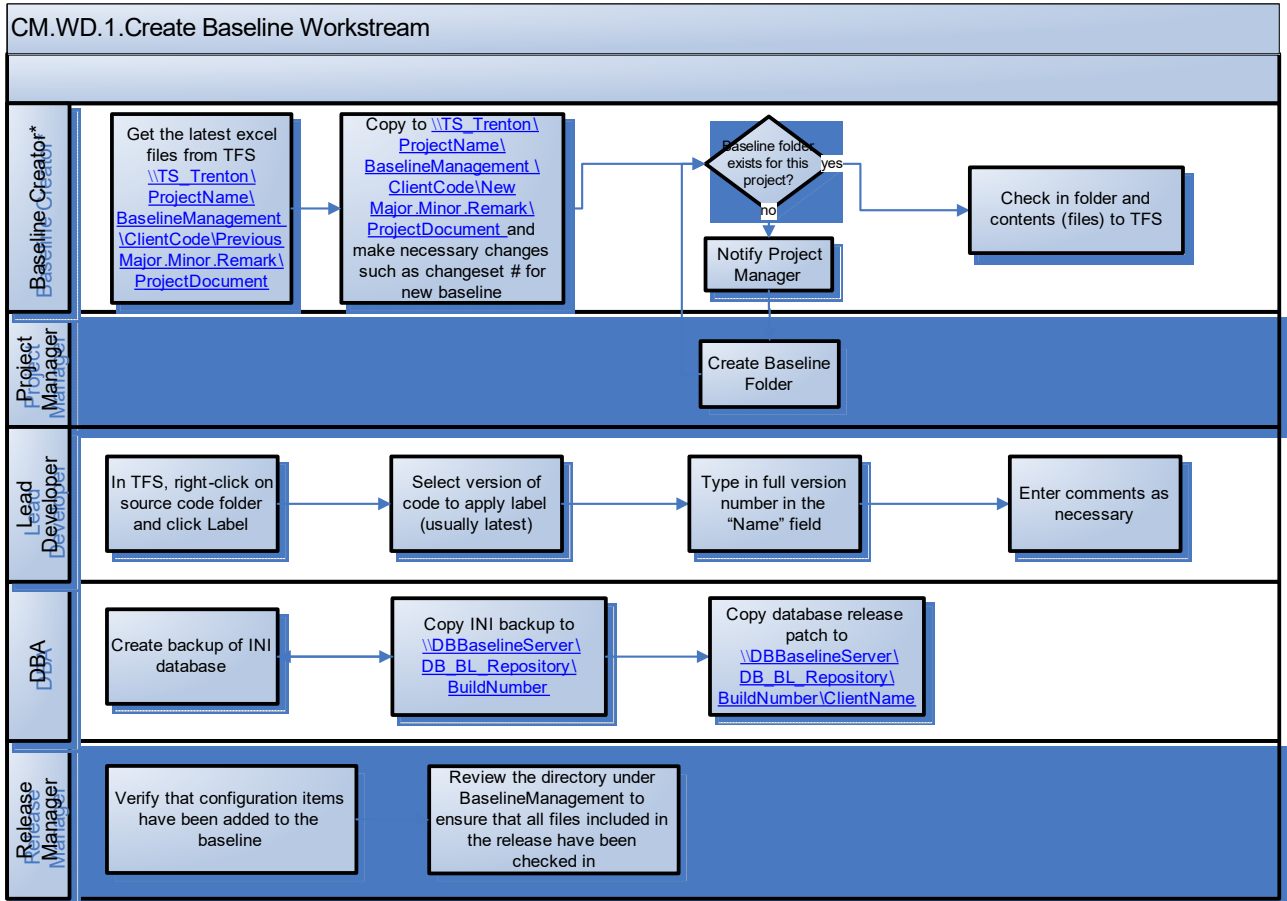 CM.WD.1.Create Baseline Workstream
Baseline Creator*
Get the latest excel
files from TFS
\\TS_Trenton\
ProjectName\
BaselineManagement
\ClientCode\Previous
Major.Minor.Remark\
ProjectDocument
Copy to \\TS_Trenton\
ProjectName\
BaselineManagement\
ClientCode\New
Major.Minor.Remark\
ProjectDocument and
make necessary changes
such as changeset # for
new baseline
Baseline folder
exists for this
project?
yes
no
Notify Project
Manager
Check in folder and
contents (files) to TFS
Project
Manager
Create Baseline
Folder
Lead
Developer
In TFS, right-click on
source code folder
and click Label
Select version of
code to apply label
(usually latest)
Type in full version
number in the
“Name” field
Enter comments as
necessary
DBA
Create backup of INI
database
Copy INI backup to
\\DBBaselineServer\
DB_BL_Repository\
BuildNumber
Copy database release
patch to
\\DBBaselineServer\
DB_BL_Repository\
BuildNumber\ClientName
Release
Manager
Verify that configuration items
have been added to the
baseline
Review the directory under
BaselineManagement to
ensure that all files included in
the release have been
checked in